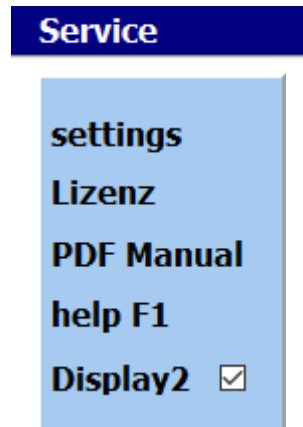 Service
settings
Lizenz
PDF Manual
help F1
Display2